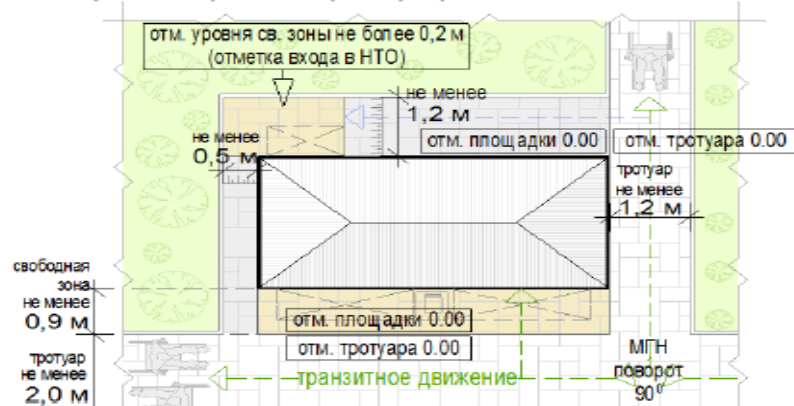 отм. уровня св. зоны не более 0,2 м
(отметка входа в НТО)
не менее
1,2 м
не менее
0,5 м
отм. площадки 0.00
отм. тротуара 0.00
тротуар
не менее
1,2 м
свободная
зона
не менее
0,9 м
отм. площадки 0.00
отм. тротуара 0.00
тротуар
не менее
2,0 м
транзитное движение
МГН
поворот
90⁰